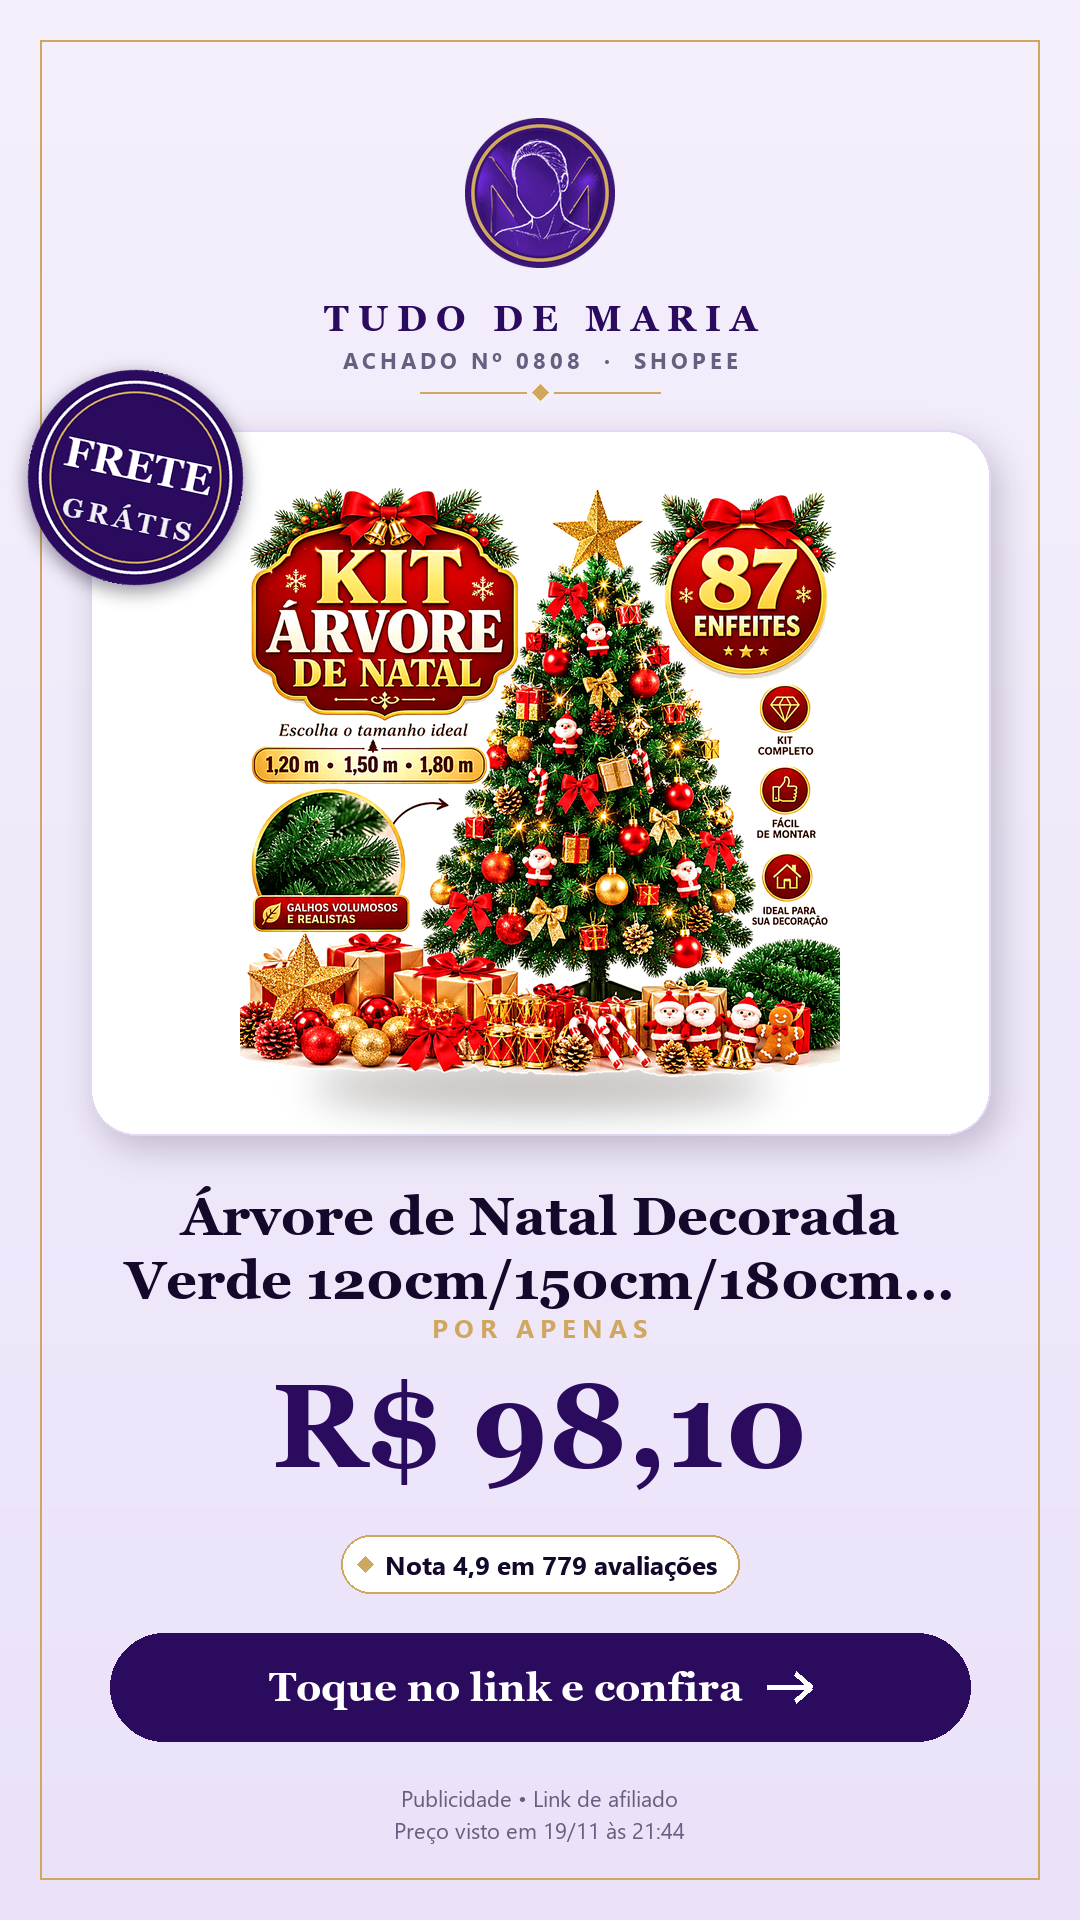 TUDO DE MARIA
ACHADO Nº 0808 · SHOPEE
FRETE
GRÁTIS
KIT
ÁRVORE
DE NATAL
Escolha o tamanho ideal
1,20 m • 1,50 m • 1,80 m
GALHOS VOLUMOSOS
E REALISTAS
87
ENFEITES
KIT
COMPLETO
FÁCIL
DE MONTAR
IDEAL PARA
SUA DECORAÇÃO
Árvore de Natal Decorada
Verde 120cm/150cm/180cm...
POR APENAS
R$ 98,10
Nota 4,9 em 779 avaliações
Toque no link e confira →
Publicidade • Link de afiliado
Preço visto em 19/11 às 21:44